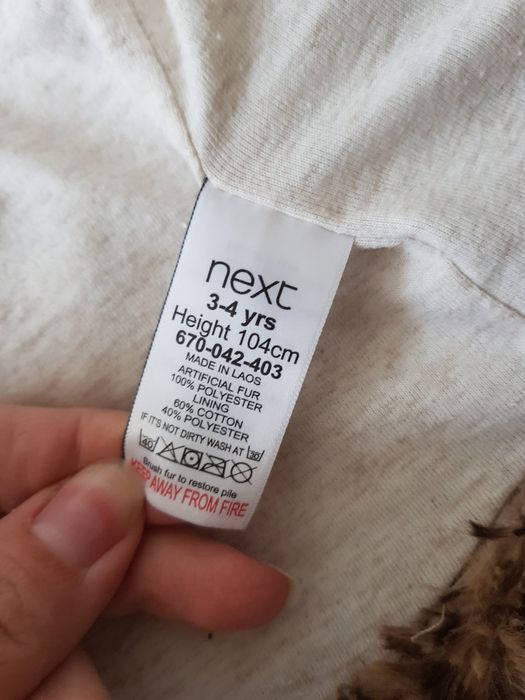 next
3-4 yrs
Height 104cm
670-042-403
MADE IN LAOS
ARTIFICIAL FUR
100% POLYESTER
LINING
60% COTTON
40% POLYESTER
IF IT'S NOT DIRTY WASH AT 30
40
Brush fur to restore pile
KEEP AWAY FROM FIRE